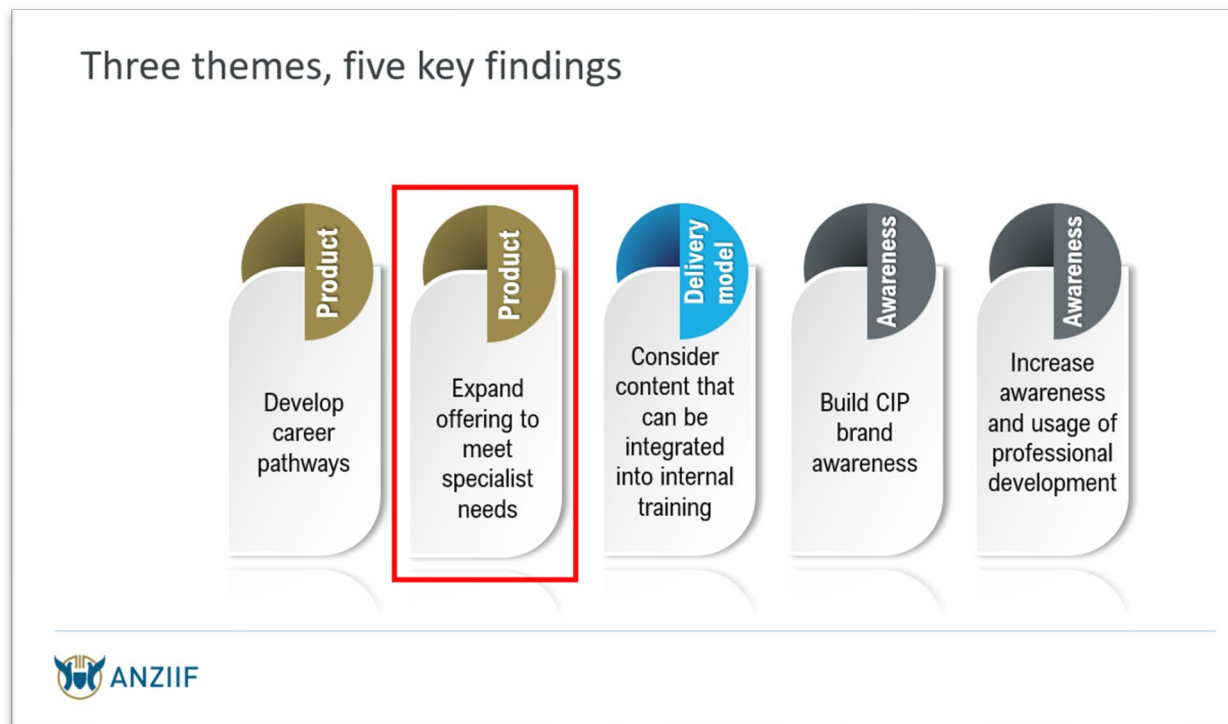 Three themes, five key findings
Product
Develop
career
pathways
Product
Expand
offering to
meet
specialist
needs
Delivery
model
Consider
content that
can be
integrated
into internal
training
Awareness
Build CIP
brand
awareness
Awareness
Increase
awareness
and usage of
professional
development
ANZIIF